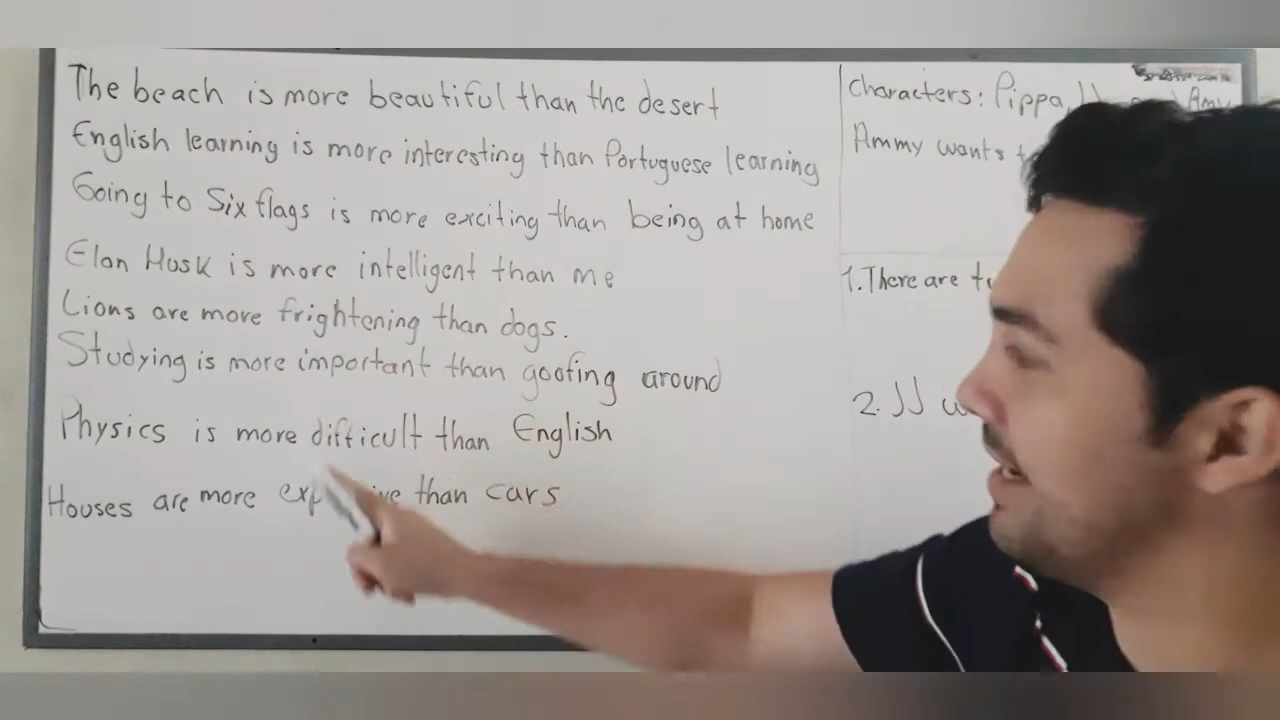 The beach is more beautiful than the desert
English learning is more interesting than Portuguese learning
Going to Six flags is more exciting than being at home
Elon Husk is more intelligent than me
Lions are more frightening than dogs.
Studying is more important than goofing around
Physics is more difficult than English
Houses are more than cars
Characters: Pippa, Amy
Ammy wants
1. There are
2. JJ